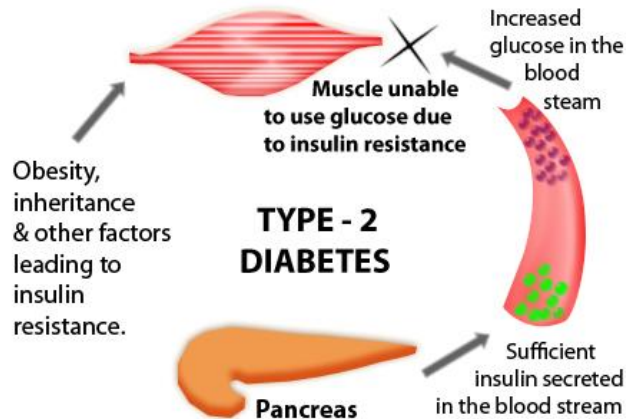 Increased
glucose in the
blood
steam
Muscle unable
to use glucose due
to insulin resistance
Obesity,
inheritance
& other factors
leading to
insulin
resistance.
TYPE - 2
DIABETES
Pancreas
Sufficient
insulin secreted
in the blood stream